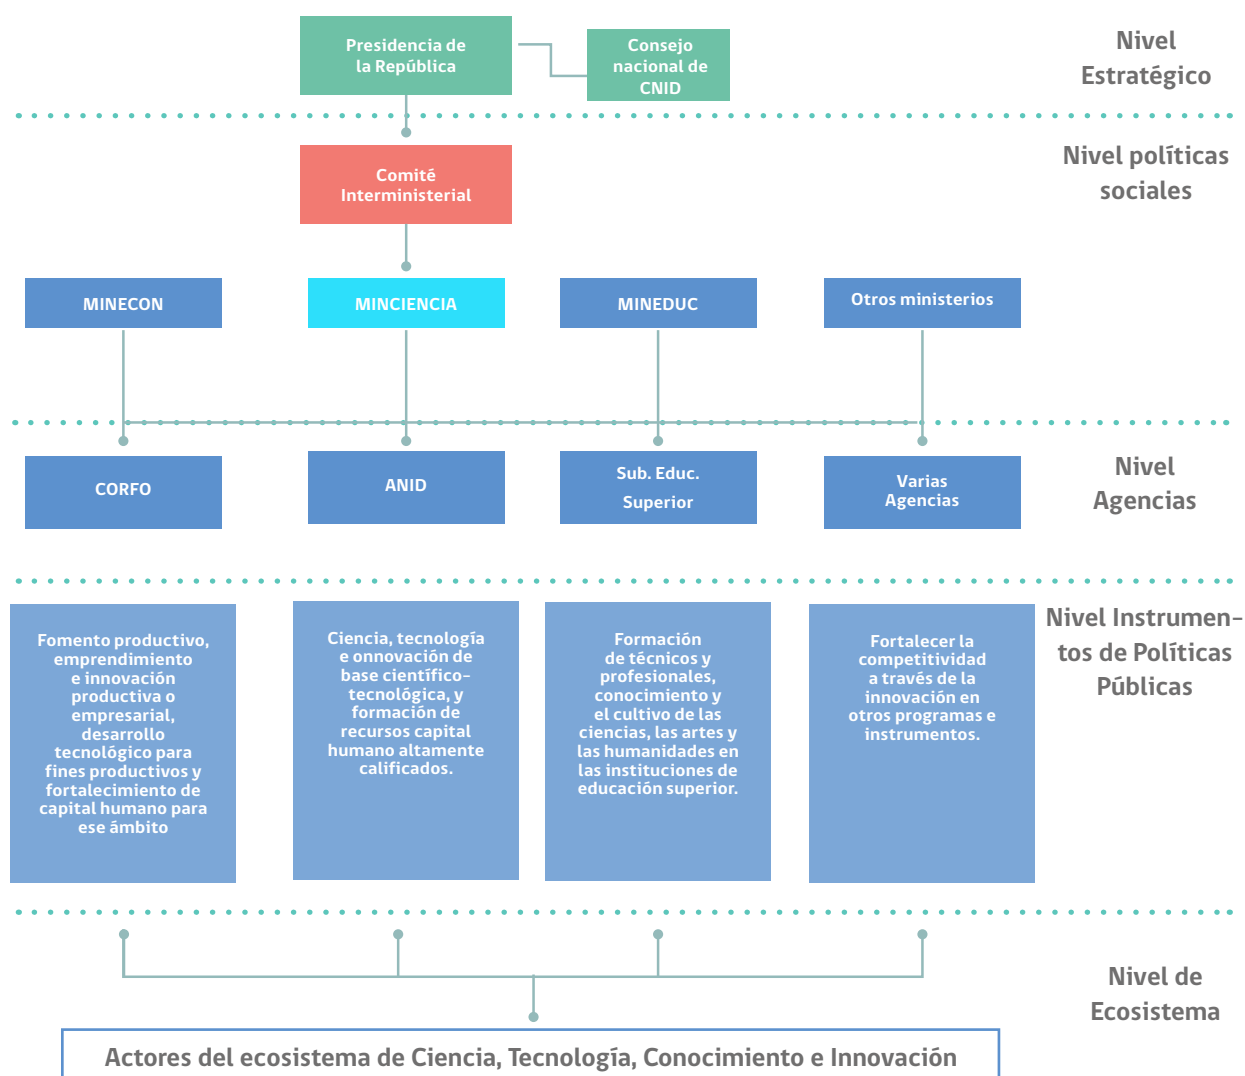 Presidencia de
la República
Consejo
nacional de
CNID
Nivel
Estratégico
Comité
Interministerial
Nivel políticas
sociales
MINECON
MINCIENCIA
MINEDUC
Otros ministerios
CORFO
ANID
Sub. Educ.
Superior
Varias
Agencias
Nivel
Agencias
Fomento productivo,
emprendimiento
e innovación
productiva o
empresarial,
desarrollo
tecnológico para
fines productivos y
fortalecimiento de
capital humano para
ese ámbito
Ciencia, tecnología
e onnovación de
base científico-
tecnológica, y
formación de
recursos capital
humano altamente
calificados.
Formación
de técnicos y
profesionales,
conocimiento y
el cultivo de las
ciencias, las artes y
las humanidades en
las instituciones de
educación superior.
Fortalecer la
competitividad
a través de la
innovación en
otros programas e
instrumentos.
Nivel Instrumen-
tos de Políticas
Públicas
Nivel de
Ecosistema
Actores del ecosistema de Ciencia, Tecnología, Conocimiento e Innovación